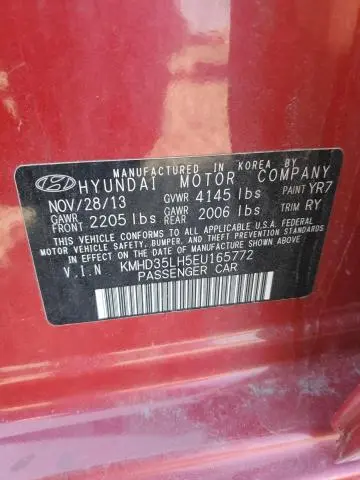 MANUFACTURED IN KOREA BY
HYUNDAI MOTOR COMPANY
NOV/28/13 GVWR 4145 lbs PAINT YR7
GAWR FRONT 2205 lbs GAWR REAR 2006 lbs TRIM RY
THIS VEHICLE CONFORMS TO ALL APPLICABLE U.S.A. FEDERAL
MOTOR VEHICLE SAFETY, BUMPER, AND THEFT PREVENTION STANDARDS
IN EFFECT ON THE DATE OF MANUFACTURE SHOWN ABOVE.
V.I.N KMHD35LH5EU165772
PASSENGER CAR